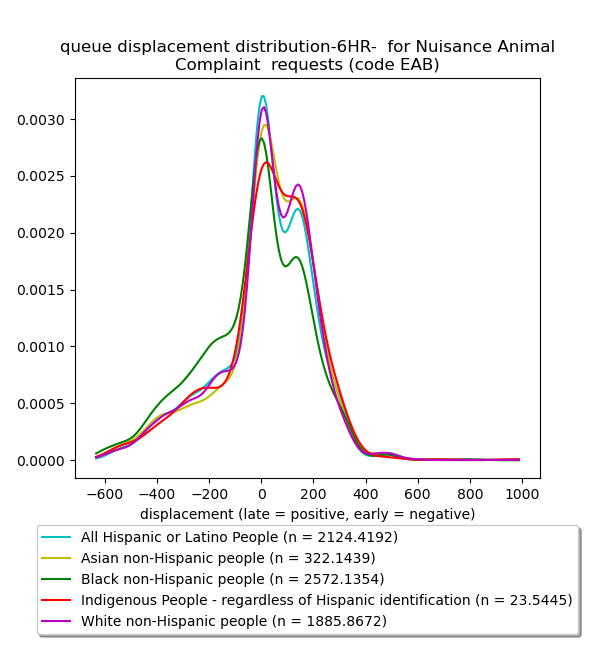 queue displacement distribution-6HR-  for Nuisance Animal
Complaint  requests (code EAB)
0.0030
0.0025
0.0020
0.0015
0.0010
0.0005
0.0000
−600 −400 −200 0 200 400 600 800 1000
displacement (late = positive, early = negative)
All Hispanic or Latino People (n = 2124.4192)
Asian non-Hispanic people (n = 322.1439)
Black non-Hispanic people (n = 2572.1354)
Indigenous People - regardless of Hispanic identification (n = 23.5445)
White non-Hispanic people (n = 1885.8672)